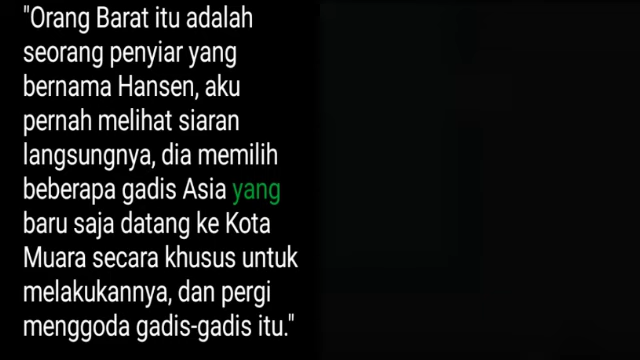 "Orang Barat itu adalah
seorang penyiar yang
bernama Hansen, aku
pernah melihat siaran
langsungnya, dia memilih
beberapa gadis Asia yang
baru saja datang ke Kota
Muara secara khusus untuk
melakukannya, dan pergi
menggoda gadis-gadis itu."